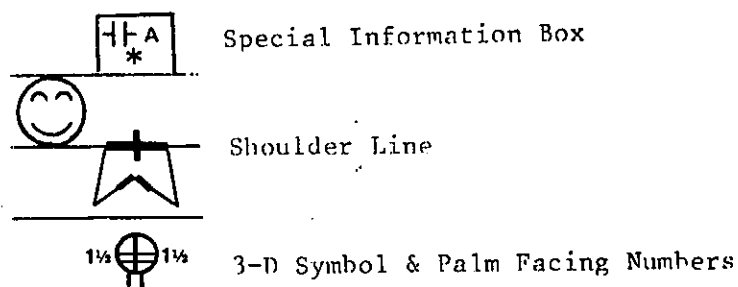 A
*
Special Information Box
Shoulder Line
1½ 1½
3-D Symbol & Palm Facing Numbers